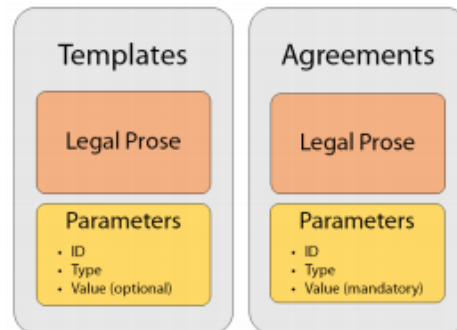 Templates
Legal Prose
Parameters
• ID
• Type
• Value (optional)
Agreements
Legal Prose
Parameters
• ID
• Type
• Value (mandatory)